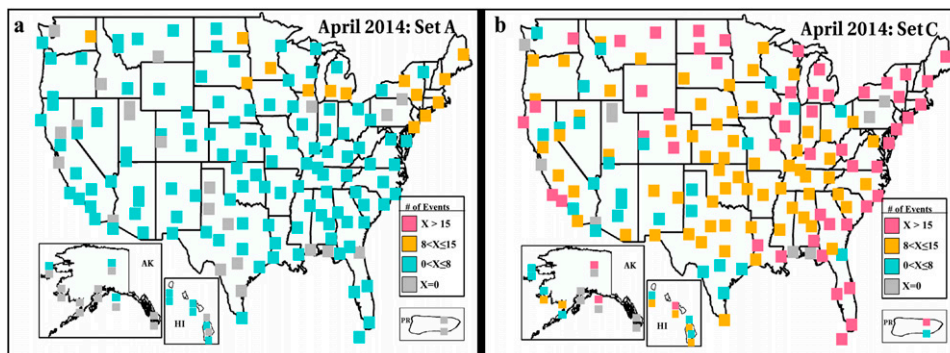 a
April 2014: Set A
# of Events
X > 15
8<X≤15
0<X≤8
X=0
AK
HI
PR
b
April 2014: Set C
# of Events
X > 15
8<X≤15
0<X≤8
X=0
AK
HI
PR